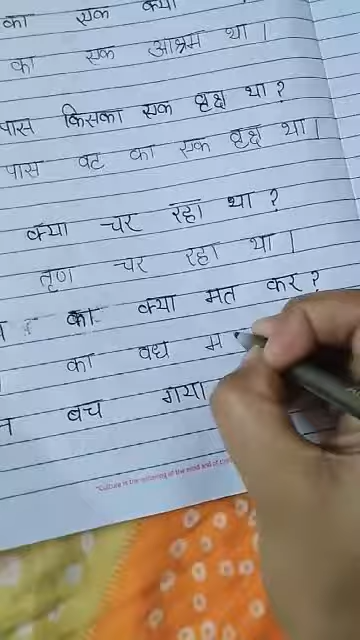 का एक क्या
का एक आश्रम था।
पास किसका एक वृक्ष था?
पास वट का एक वृक्ष था।
क्या चर रहा था?
तृण चर रहा था।
का क्या मत कर?
का वध म
बच गया
"Culture is the widening of the mind and of the